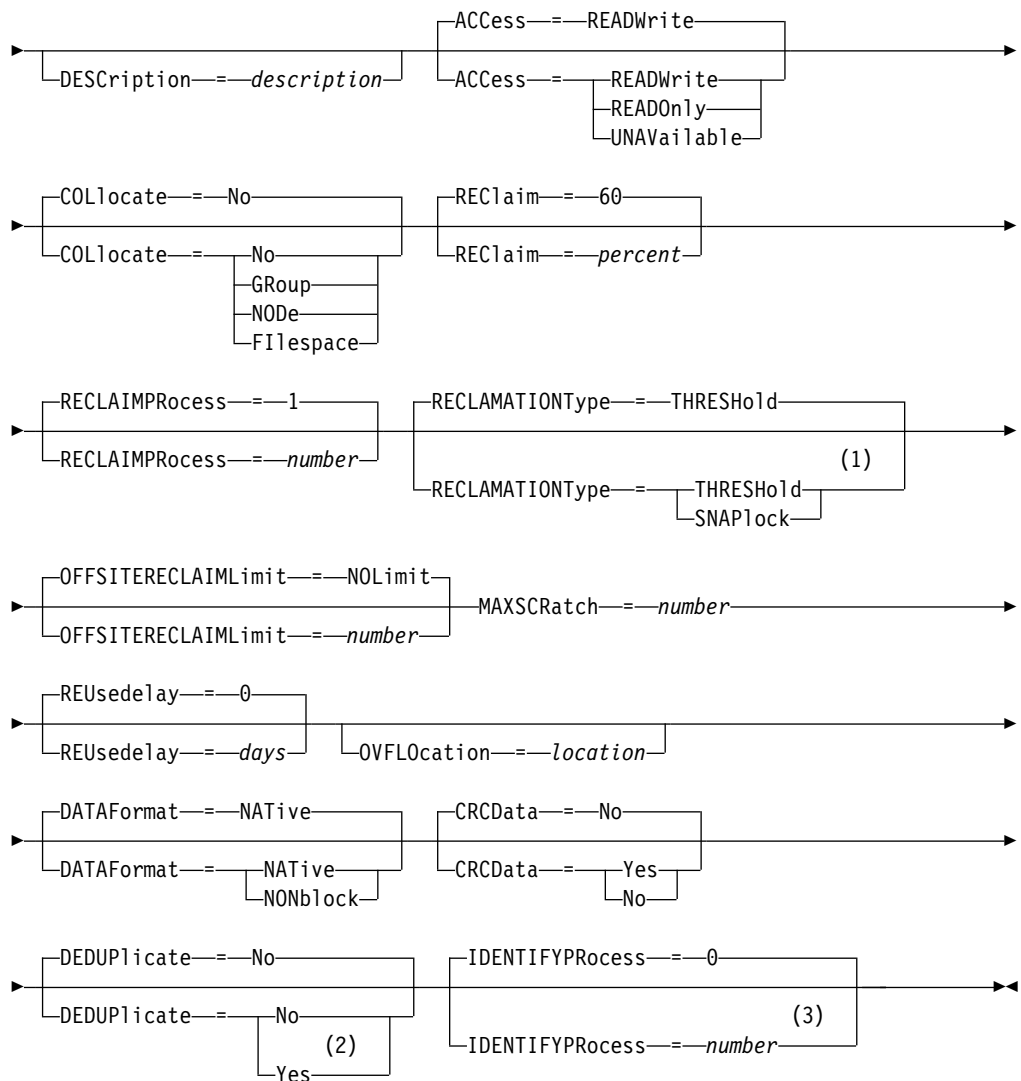 ACCess = READWrite
DESCription = description
ACCess = READWrite
READOnly
UNAVailable
COLlocate = No
REClaim = 60
COLlocate = No
GRoup
NODe
FIlespace
REClaim = percent
RECLAIMPRocess = 1
RECLAMATIONType = THRESHold
RECLAIMPRocess = number
(1)
RECLAMATIONType = THRESHold
SNAPlock
OFFSITERECLAIMLimit = NOLimit
MAXSCRatch = number
OFFSITERECLAIMLimit = number
REUsedelay = 0
REUsedelay = days
OVFLOcation = location
DATAFormat = NATive
CRCData = No
DATAFormat = NATive
NONblock
CRCData = Yes
No
DEDUPlicate = No
IDENTIFYPRocess = 0
DEDUPlicate = No
(2)
Yes
(3)
IDENTIFYPRocess = number